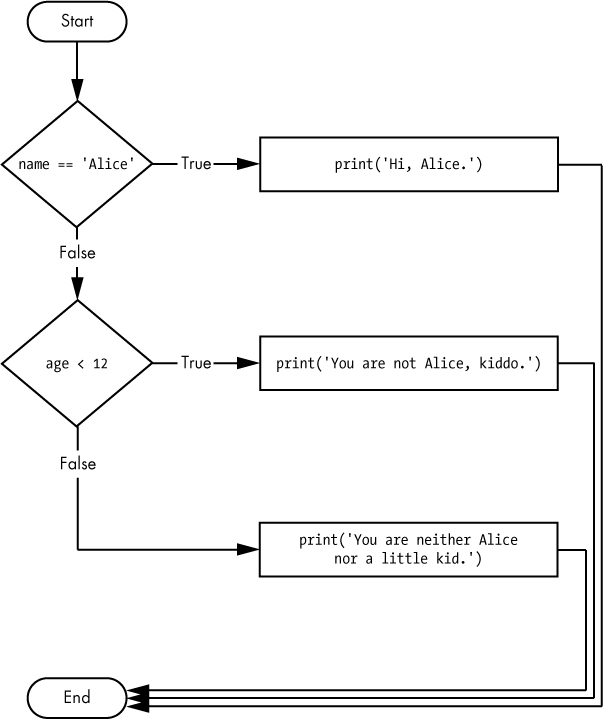 Start
name == 'Alice'
True
print('Hi, Alice.')
False
age < 12
True
print('You are not Alice, kiddo.')
False
print('You are neither Alice
nor a little kid.')
End